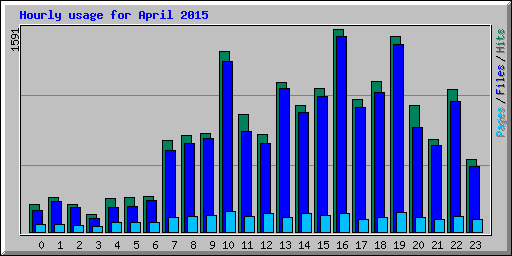 Hourly usage for April 2015
1591
Pages / Files / Hits
0 1 2 3 4 5 6 7 8 9 10 11 12 13 14 15 16 17 18 19 20 21 22 23